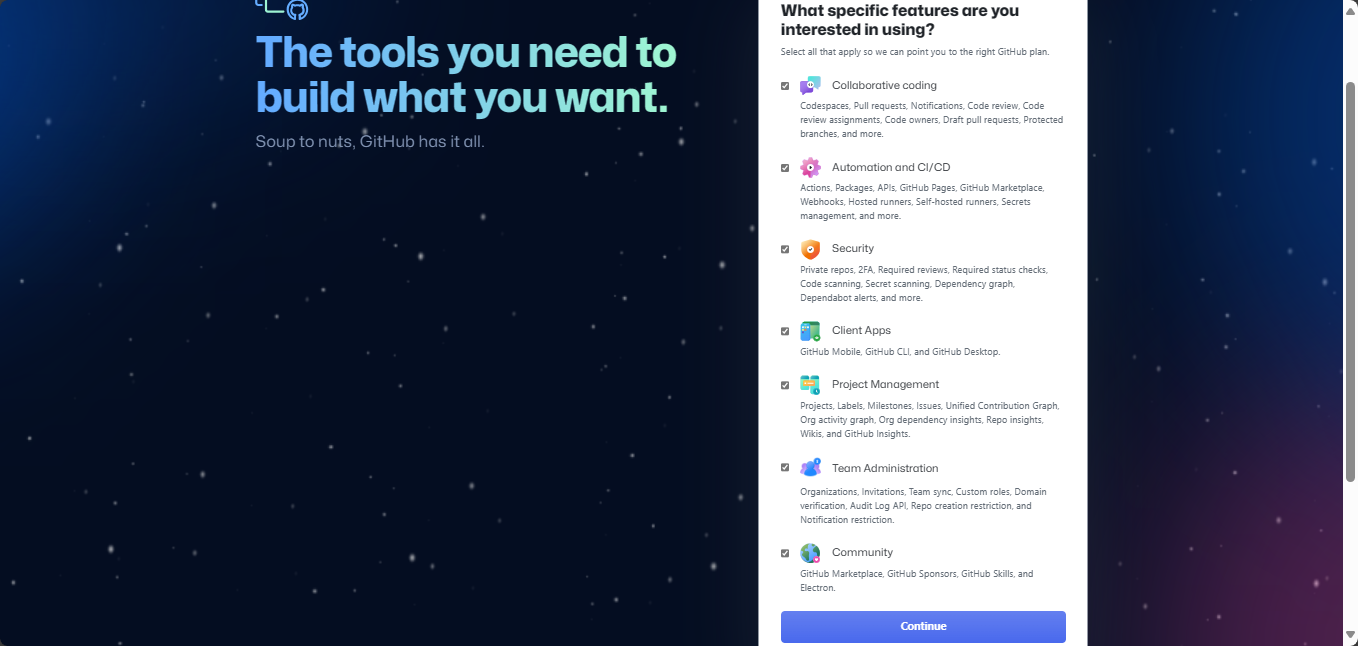 The tools you need to
build what you want.
Soup to nuts, GitHub has it all.
What specific features are you
interested in using?
Select all that apply so we can point you to the right GitHub plan.
Collaborative coding
Codespaces, Pull requests, Notifications, Code review, Code
review assignments, Code owners, Draft pull requests, Protected
branches, and more.
Automation and CI/CD
Actions, Packages, APIs, GitHub Pages, GitHub Marketplace,
Webhooks, Hosted runners, Self-hosted runners, Secrets
management, and more.
Security
Private repos, 2FA, Required reviews, Required status checks,
Code scanning, Secret scanning, Dependency graph,
Dependabot alerts, and more.
Client Apps
GitHub Mobile, GitHub CLI, and GitHub Desktop.
Project Management
Projects, Labels, Milestones, Issues, Unified Contribution Graph,
Org activity graph, Org dependency insights, Repo insights,
Wikis, and GitHub Insights.
Team Administration
Organizations, Invitations, Team sync, Custom roles, Domain
verification, Audit Log API, Repo creation restriction, and
Notification restriction.
Community
GitHub Marketplace, GitHub Sponsors, GitHub Skills, and
Electron.
Continue